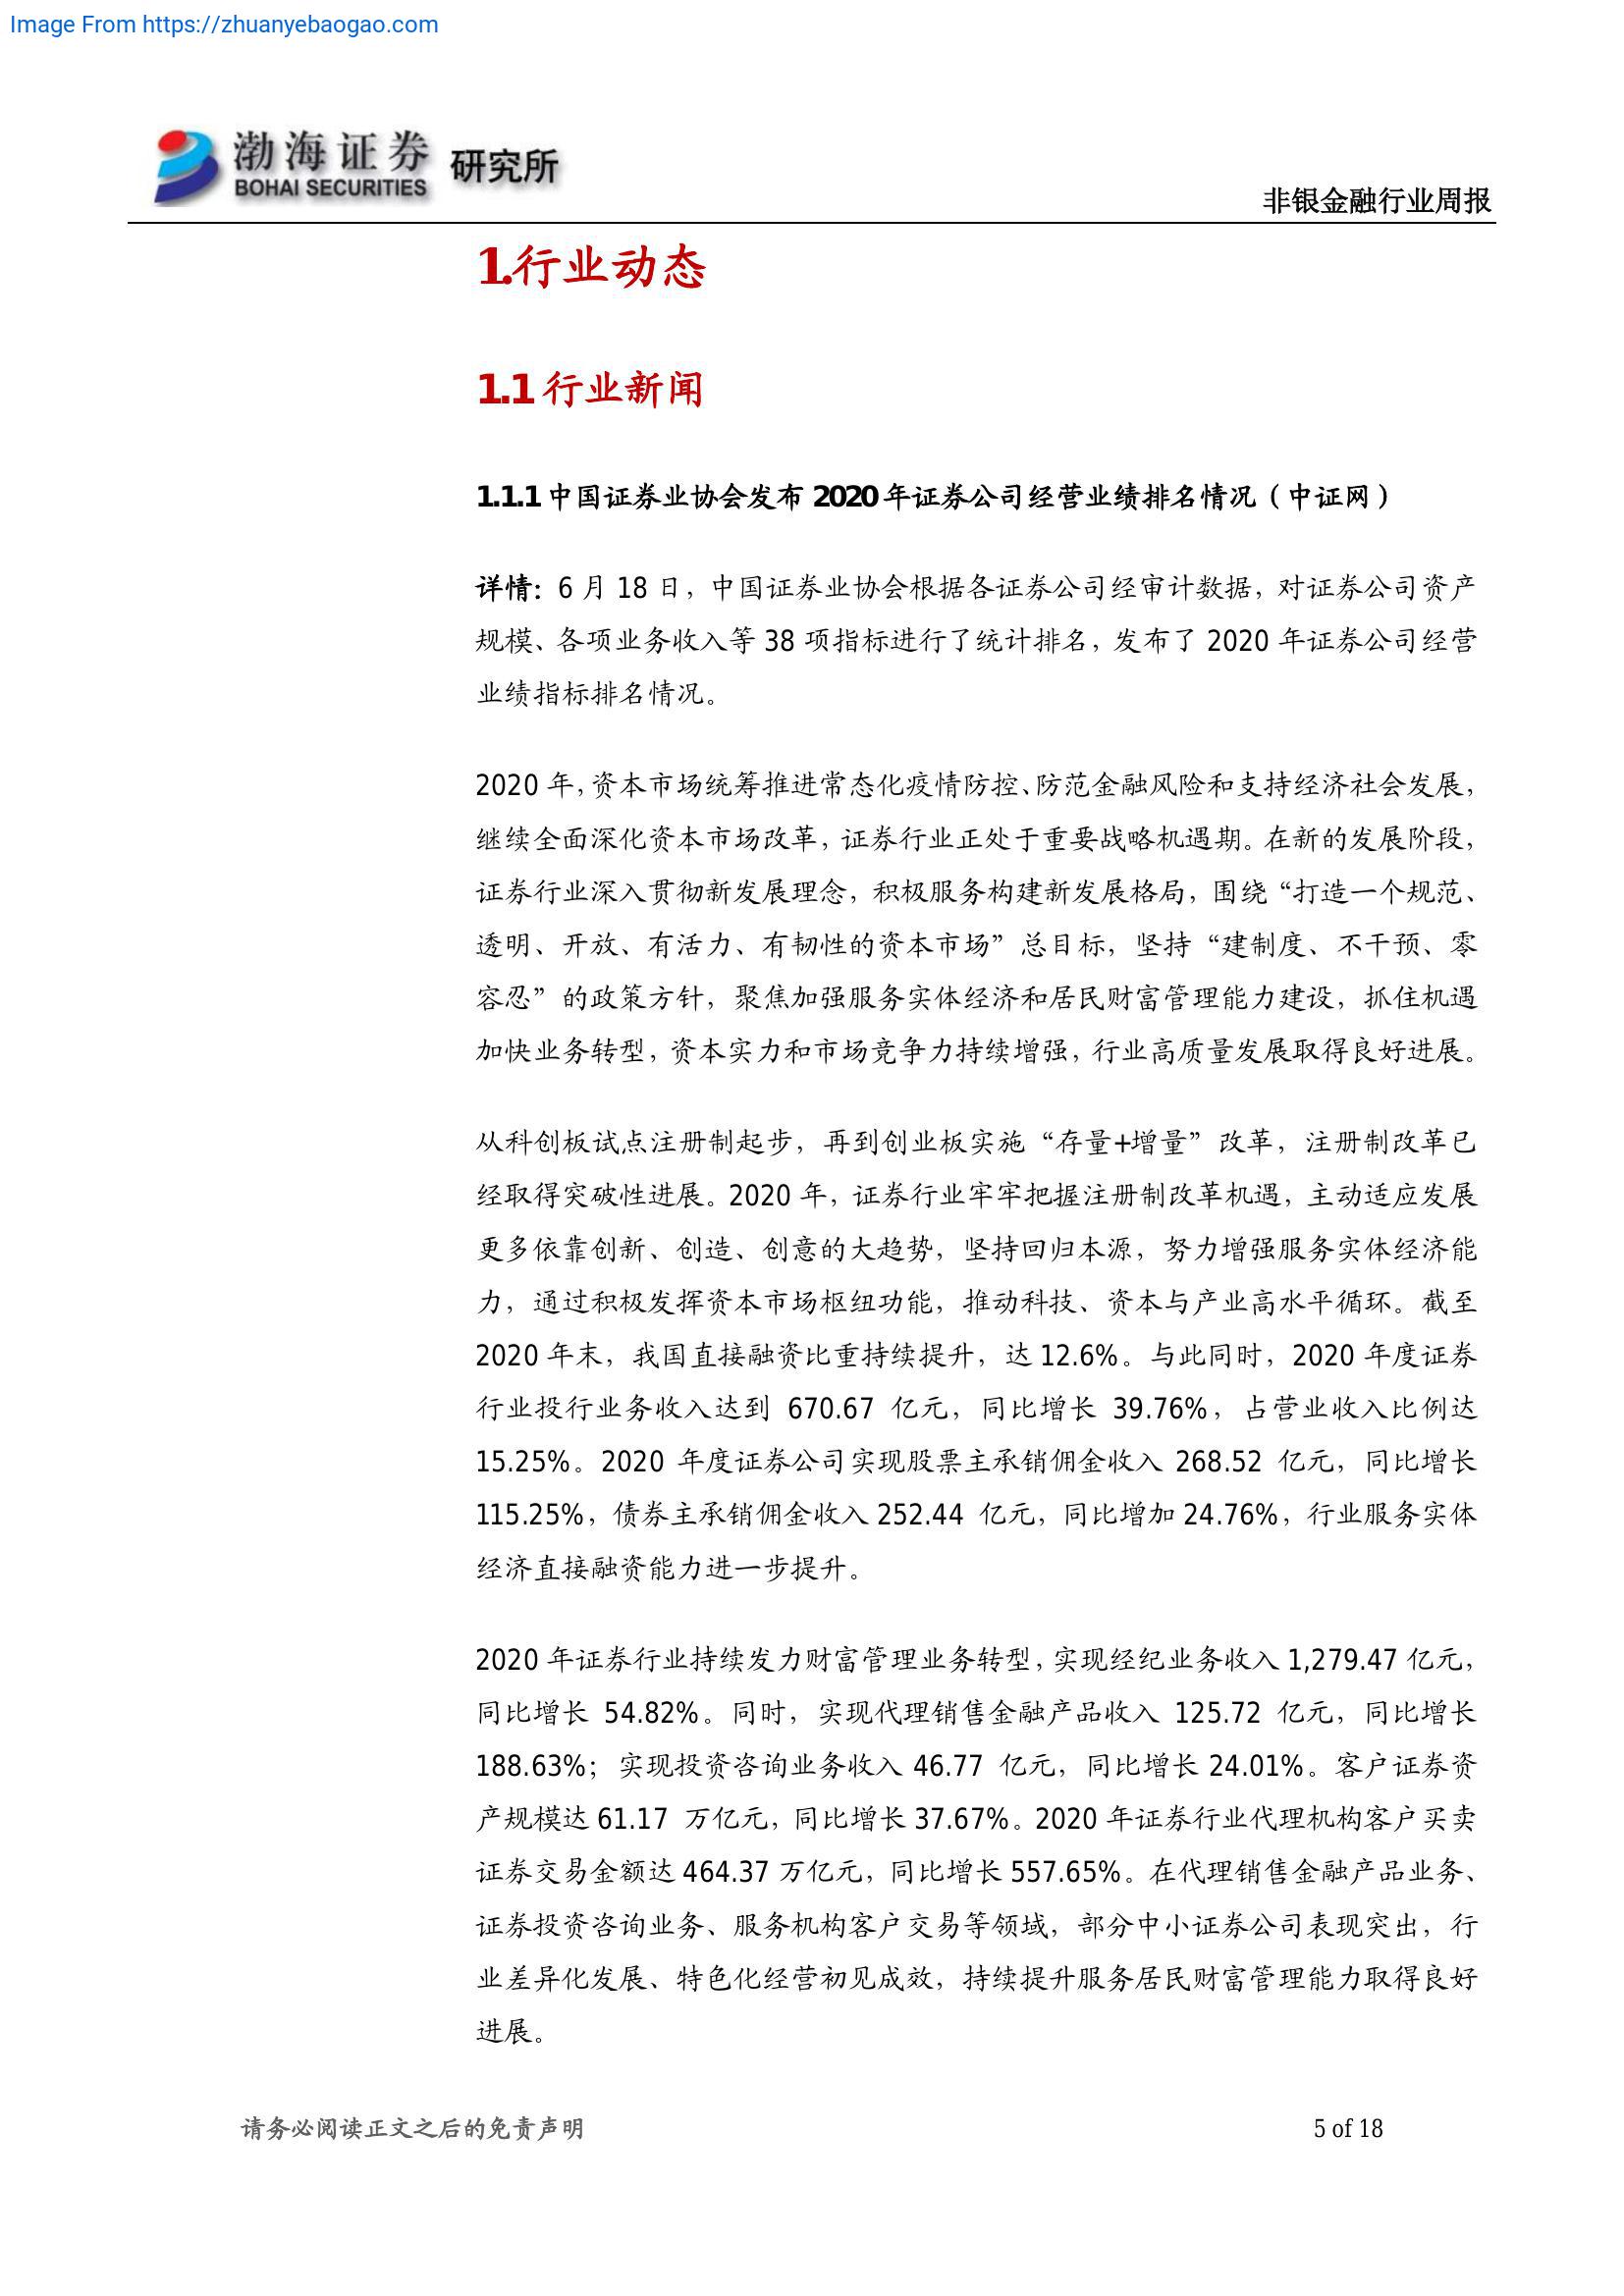 Image From https://zhuanyebaogao.com
渤海证券 研究所
BOHAI SECURITIES
非银金融行业周报
1.行业动态
1.1 行业新闻
1.1.1 中国证券业协会发布 2020 年证券公司经营业绩排名情况（中证网）
详情：6 月 18 日，中国证券业协会根据各证券公司经审计数据，对证券公司资产
规模、各项业务收入等 38 项指标进行了统计排名，发布了 2020 年证券公司经营
业绩指标排名情况。
2020 年，资本市场统筹推进常态化疫情防控、防范金融风险和支持经济社会发展，
继续全面深化资本市场改革，证券行业正处于重要战略机遇期。在新的发展阶段，
证券行业深入贯彻新发展理念，积极服务构建新发展格局，围绕“打造一个规范、
透明、开放、有活力、有韧性的资本市场”总目标，坚持“建制度、不干预、零
容忍”的政策方针，聚焦加强服务实体经济和居民财富管理能力建设，抓住机遇
加快业务转型，资本实力和市场竞争力持续增强，行业高质量发展取得良好进展。
从科创板试点注册制起步，再到创业板实施“存量+增量”改革，注册制改革已
经取得突破性进展。2020 年，证券行业牢牢把握注册制改革机遇，主动适应发展
更多依靠创新、创造、创意的大趋势，坚持回归本源，努力增强服务实体经济能
力，通过积极发挥资本市场枢纽功能，推动科技、资本与产业高水平循环。截至
2020 年末，我国直接融资比重持续提升，达 12.6%。与此同时，2020 年度证券
行业投行业务收入达到 670.67 亿元，同比增长 39.76%，占营业收入比例达
15.25%。2020 年度证券公司实现股票主承销佣金收入 268.52 亿元，同比增长
115.25%，债券主承销佣金收入 252.44 亿元，同比增加 24.76%，行业服务实体
经济直接融资能力进一步提升。
2020 年证券行业持续发力财富管理业务转型，实现经纪业务收入 1,279.47 亿元，
同比增长 54.82%。同时，实现代理销售金融产品收入 125.72 亿元，同比增长
188.63%；实现投资咨询业务收入 46.77 亿元，同比增长 24.01%。客户证券资
产规模达 61.17 万亿元，同比增长 37.67%。2020 年证券行业代理机构客户买卖
证券交易金额达 464.37 万亿元，同比增长 557.65%。在代理销售金融产品业务、
证券投资咨询业务、服务机构客户交易等领域，部分中小证券公司表现突出，行
业差异化发展、特色化经营初见成效，持续提升服务居民财富管理能力取得良好
进展。
请务必阅读正文之后的免责声明
5 of 18